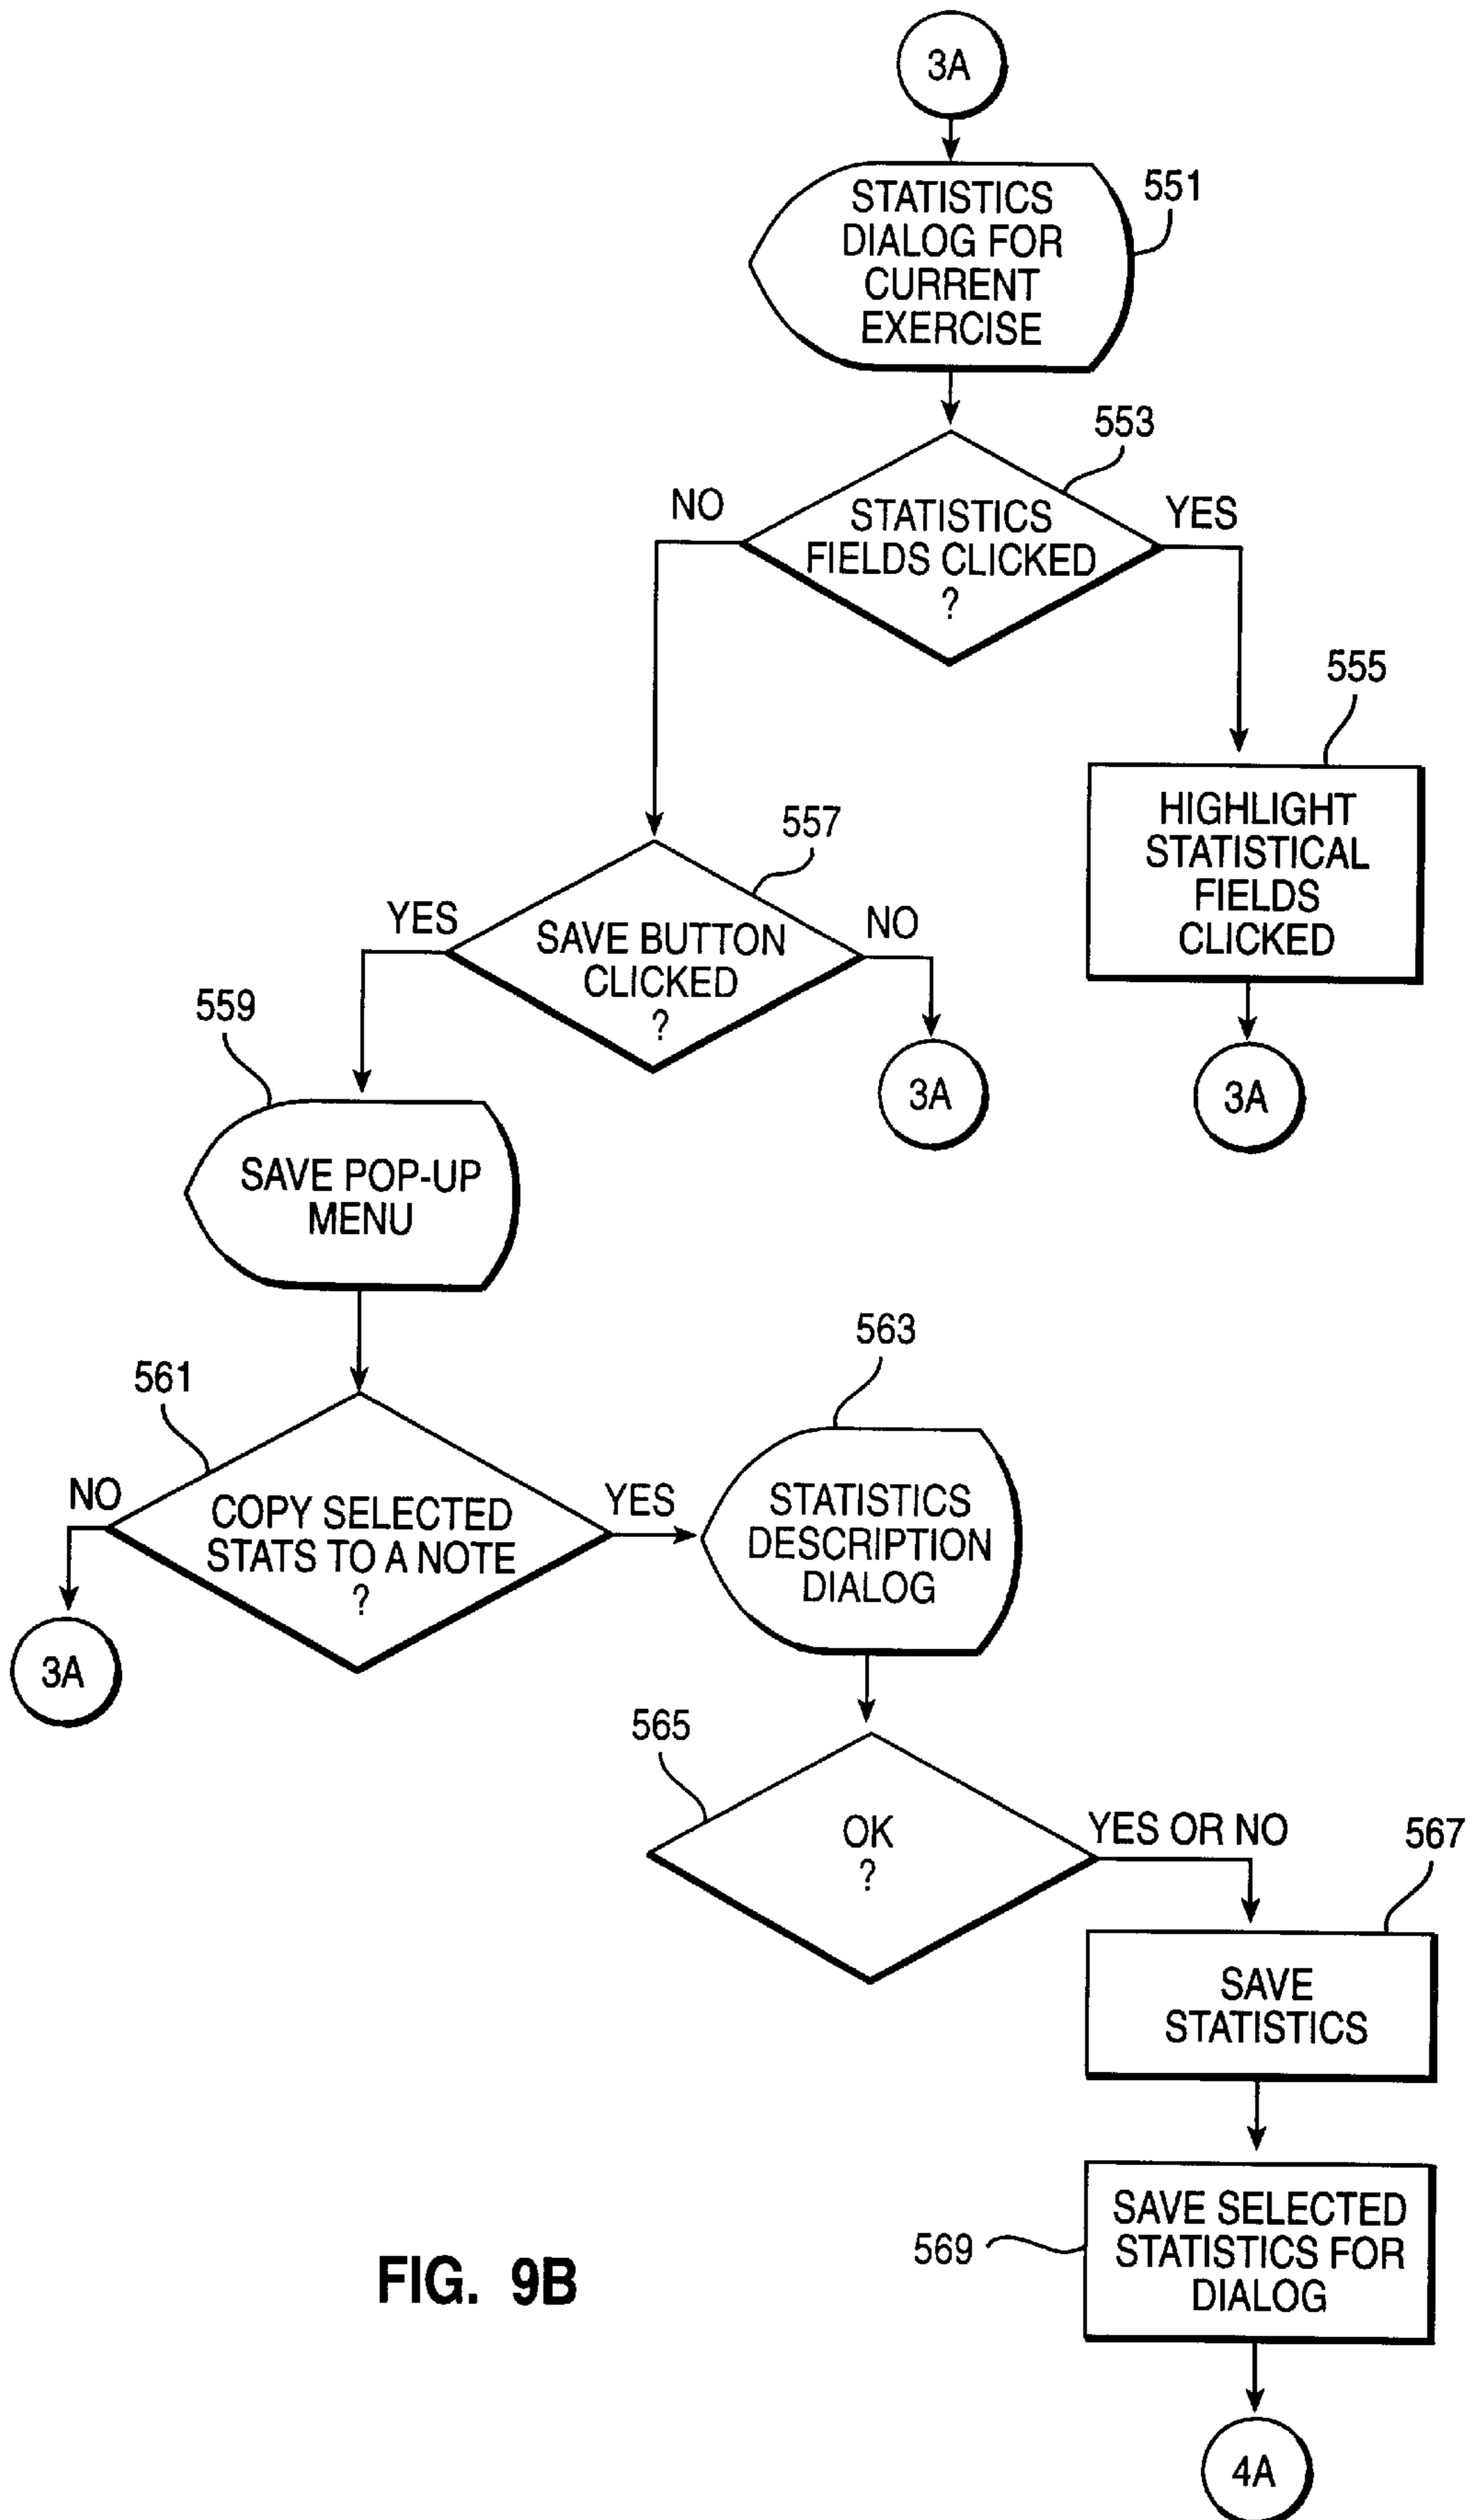 3A
STATISTICS
DIALOG FOR
CURRENT
EXERCISE
551
553
NO
STATISTICS
FIELDS CLICKED
?
YES
555
HIGHLIGHT
STATISTICAL
FIELDS
CLICKED
3A
557
YES
SAVE BUTTON
CLICKED
?
NO
3A
559
SAVE POP-UP
MENU
561
NO
COPY SELECTED
STATS TO A NOTE
?
YES
3A
563
STATISTICS
DESCRIPTION
DIALOG
565
OK
?
YES OR NO
567
SAVE
STATISTICS
569
SAVE SELECTED
STATISTICS FOR
DIALOG
4A
FIG. 9B